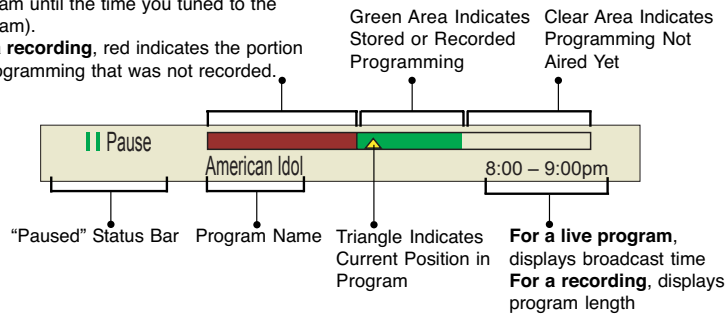 am until the time you tuned to the
am).
a recording, red indicates the portion
rogramming that was not recorded.
Green Area Indicates
Stored or Recorded
Programming
Clear Area Indicates
Programming Not
Aired Yet
Pause
American Idol
8:00 – 9:00pm
“Paused” Status Bar
Program Name
Triangle Indicates
Current Position in
Program
For a live program,
displays broadcast time
For a recording, displays
program length